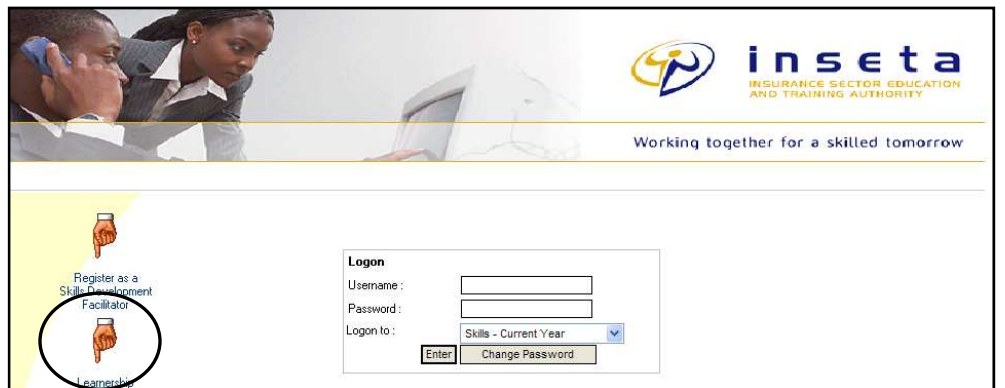 inseta
INSURANCE SECTOR EDUCATION
AND TRAINING AUTHORITY
Working together for a skilled tomorrow
Register as a
Skills Development
Facilitator
Learnership
Logon
Username :
Password :
Logon to :
Skills - Current Year
Enter
Change Password